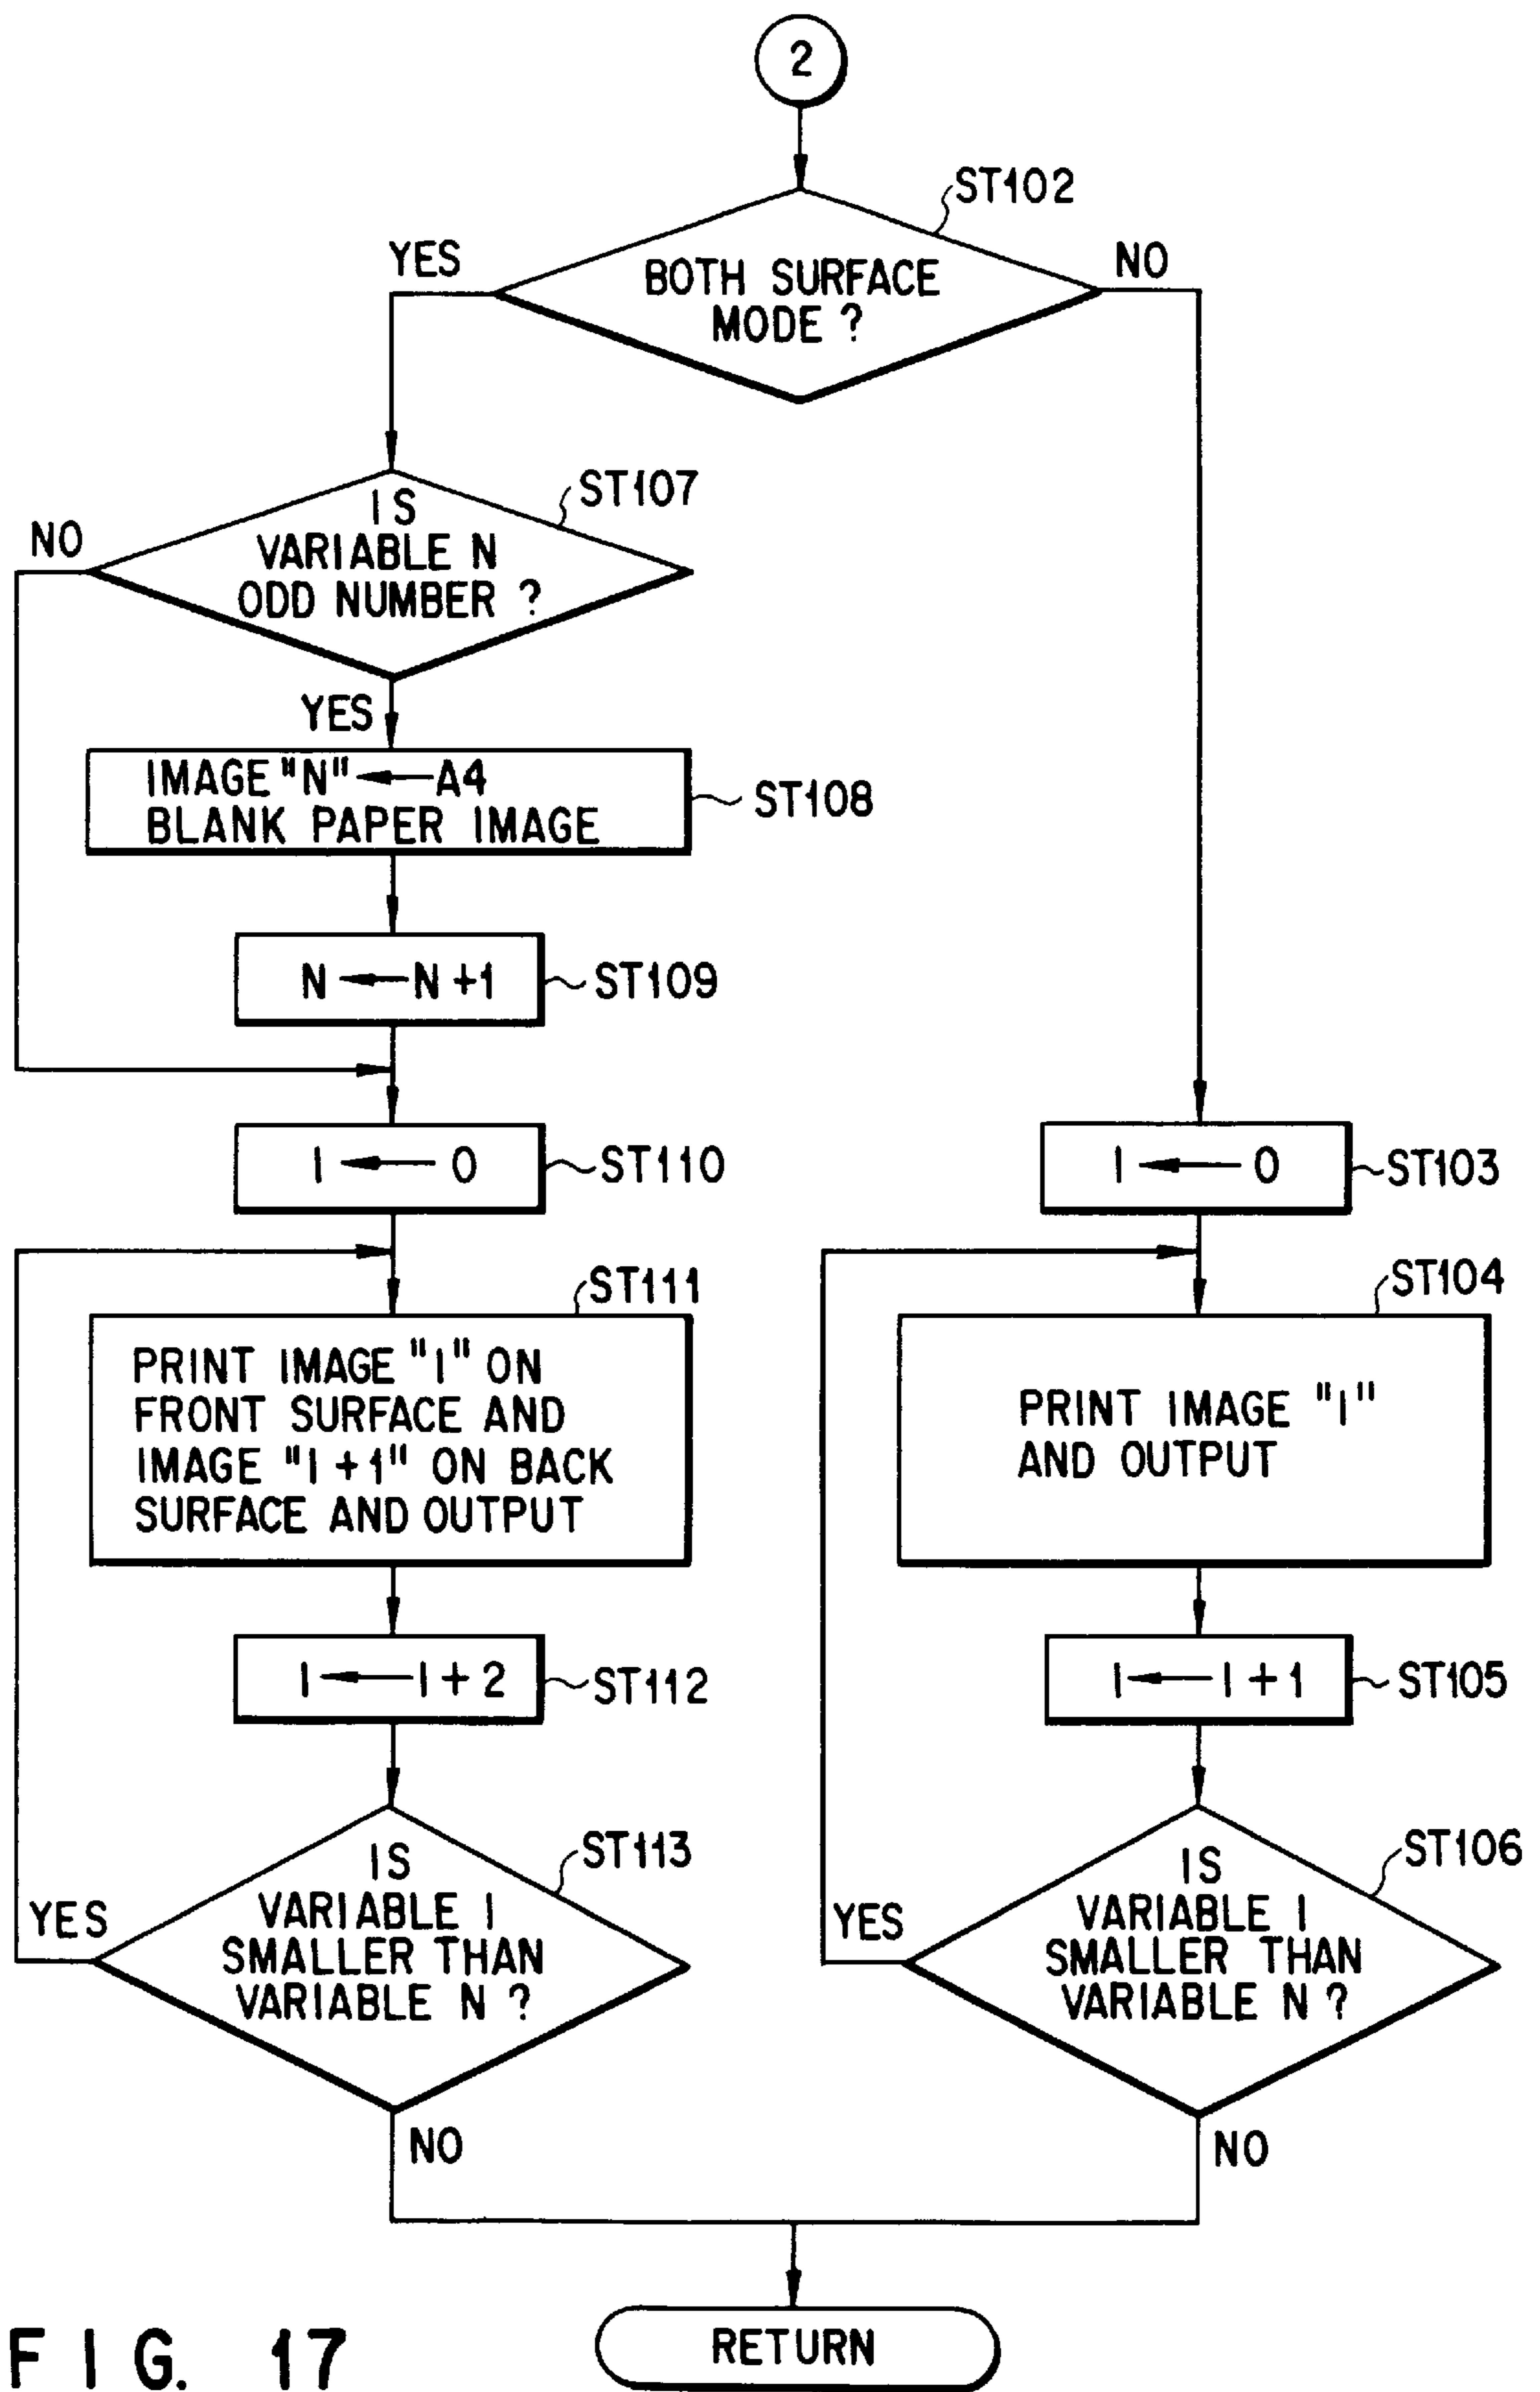 2
ST102
YES
NO
BOTH SURFACE
MODE ?
ST107
IS
NO
VARIABLE N
ODD NUMBER ?
YES
IMAGE "N" ← A4
BLANK PAPER IMAGE
ST108
N ← N +1
ST109
I ← 0
ST110
I ← 0
ST103
ST111
ST104
PRINT IMAGE "I" ON
FRONT SURFACE AND
IMAGE "I +1" ON BACK
SURFACE AND OUTPUT
PRINT IMAGE "I"
AND OUTPUT
I ← I + 2
ST112
I ← I + 1
ST105
ST113
IS
YES
VARIABLE I
SMALLER THAN
VARIABLE N ?
NO
ST106
IS
YES
VARIABLE I
SMALLER THAN
VARIABLE N ?
NO
RETURN
FIG. 17